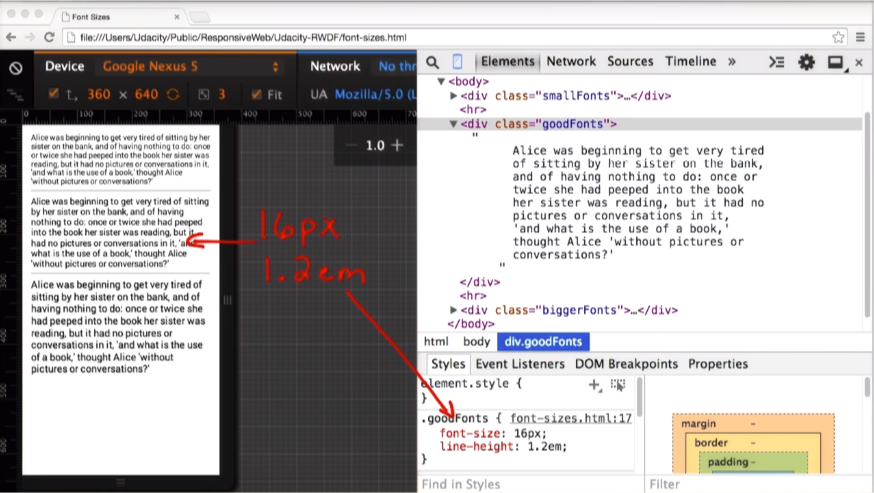 Font Sizes
file:///Users/Udacity/Public/ResponsiveWeb/Udacity-RWDF/font-sizes.html
Device Google Nexus 5 Network No thr
360 × 640 3 Fit UA Mozilla/5.0 (L
0 100 200 300 400 500 600 700
1.0
0
100
200
300
400
500
600
Alice was beginning to get very tired of sitting by her
sister on the bank, and of having nothing to do: once
or twice she had peeped into the book her sister was
reading, but it had no pictures or conversations in it,
'and what is the use of a book,' thought Alice
'without pictures or conversations?'
Alice was beginning to get very tired of sitting
by her sister on the bank, and of having
nothing to do: once or twice she had peeped
into the book her sister was reading, but it
had no pictures or conversations in it, 'and
what is the use of a book,' thought Alice
'without pictures or conversations?'
Alice was beginning to get very tired of
sitting by her sister on the bank, and of
having nothing to do: once or twice she
had peeped into the book her sister was
reading, but it had no pictures or
conversations in it, 'and what is the use
of a book,' thought Alice 'without
pictures or conversations?'
16px
1.2em
Elements Network Sources Timeline »
▼<body>
▶<div class="smallFonts">…</div>
<hr>
▼<div class="goodFonts">
"
Alice was beginning to get very tired
of sitting by her sister on the bank,
and of having nothing to do: once or
twice she had peeped into the book
her sister was reading, but it had no
pictures or conversations in it,
'and what is the use of a book,'
thought Alice 'without pictures or
conversations?'
"
</div>
<hr>
▶<div class="biggerFonts">…</div>
</body>
html body div.goodFonts
Styles Event Listeners DOM Breakpoints Properties
element.style {
}
.goodFonts { font-sizes.html:17
font-size: 16px;
line-height: 1.2em;
}
Find in Styles
margin -
border -
padding -
Filter